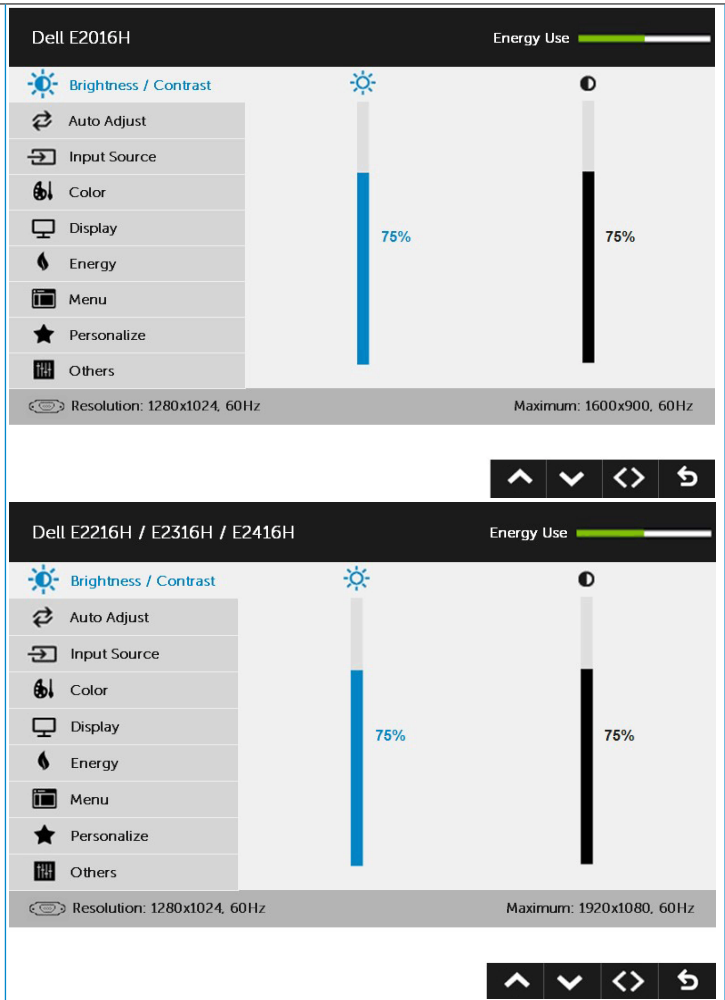 Dell E2016H
Energy Use
Brightness / Contrast
Auto Adjust
Input Source
Color
Display
75%
75%
Energy
Menu
Personalize
Others
Resolution: 1280x1024, 60Hz
Maximum: 1600x900, 60Hz
Dell E2216H / E2316H / E2416H
Energy Use
Brightness / Contrast
Auto Adjust
Input Source
Color
Display
75%
75%
Energy
Menu
Personalize
Others
Resolution: 1280x1024, 60Hz
Maximum: 1920x1080, 60Hz